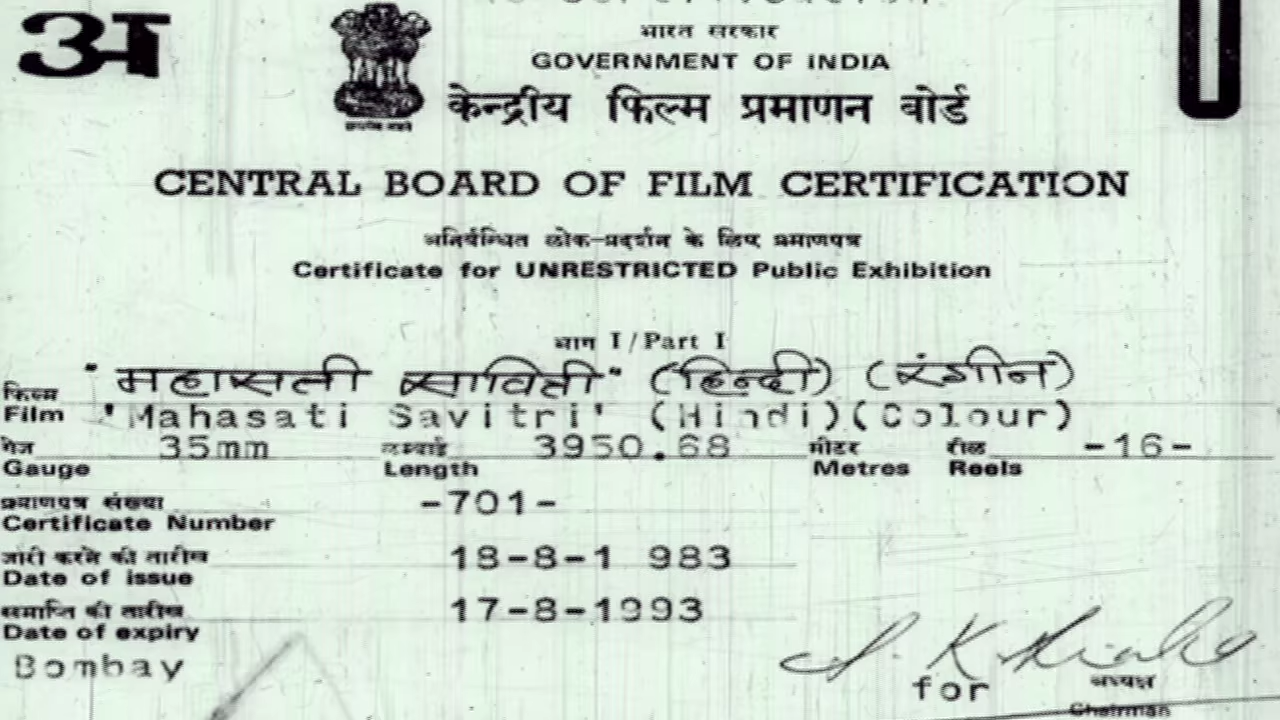 अ
U
भारत सरकार
GOVERNMENT OF INDIA
केन्द्रीय फिल्म प्रमाणन बोर्ड
CENTRAL BOARD OF FILM CERTIFICATION
अनिर्बन्धित लोक-प्रदर्शन के लिए प्रमाणपत्र
Certificate for UNRESTRICTED Public Exhibition
भाग I/Part I
फिल्म "महासती सावित्री" (हिन्दी) (रंगीन)
Film 'Mahasati Savitri' (Hindi)(Colour)
गेज 35mm लम्बाई 3950.68 मीटर रील -16-
Gauge Length Metres Reels
प्रमाणपत्र संख्या -701-
Certificate Number
जारी करने की तारीख 18-8-1 983
Date of issue
समाप्ति की तारीख 17-8-1993
Date of expiry
Bombay
for अध्यक्ष
Chairman